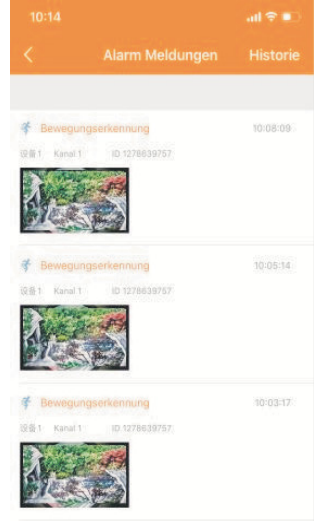 10:14
Alarm Meldungen Historie
Bewegungserkennung 10:08:09
设备1 Kanal 1 ID 1278639757
Bewegungserkennung 10:05:14
设备1 Kanal 1 ID 1278639757
Bewegungserkennung 10:03:17
设备1 Kanal 1 ID 1278639757